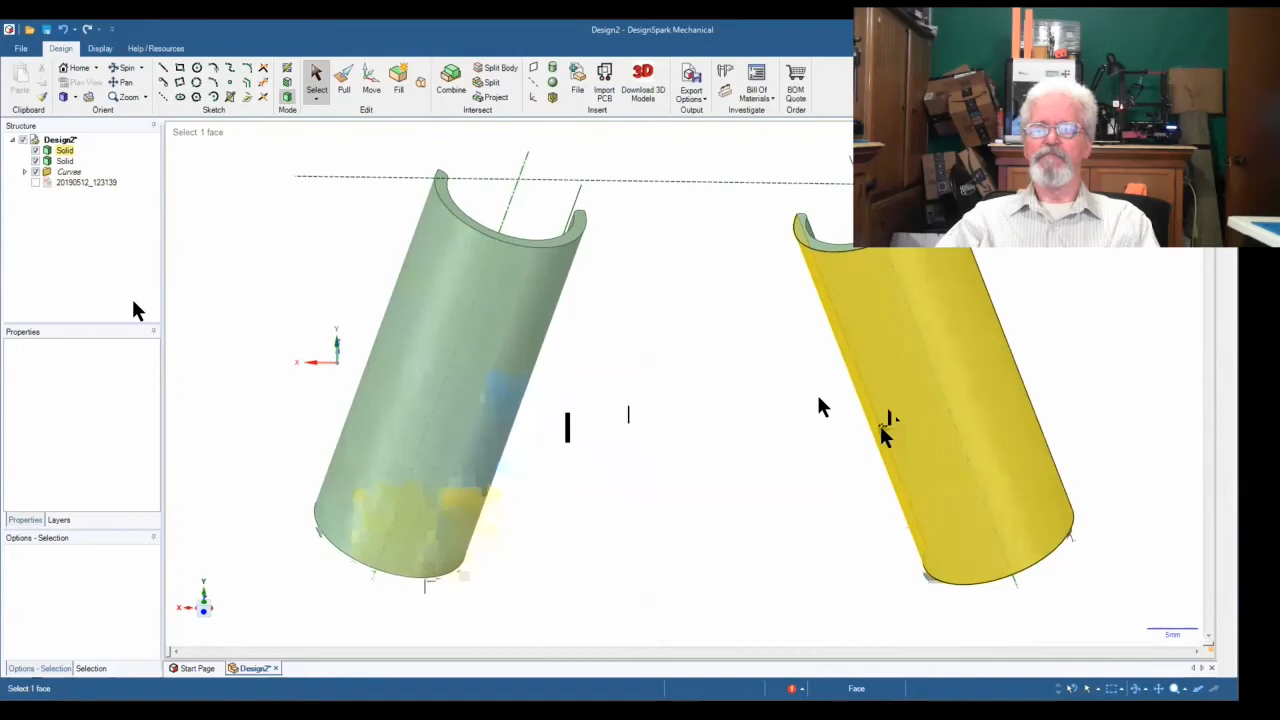 Design2 - DesignSpark Mechanical
File Design Display Help / Resources
Home Spin Split Body
Paste Plan View Pan Select Pull Move Fill Combine Split File Import PCB Download 3D Models Export Options Bill Of Materials BOM Quote
Zoom Project
Clipboard Orient Sketch Mode Edit Intersect Insert Output Investigate Order
3D
Structure
Select 1 face
Design2*
Solid
Solid
Curves
20190512_123139
Properties
Y
X
Properties Layers
Options - Selection
Y
X
5mm
Options - Selection Selection
Start Page Design2*
Select 1 face Face